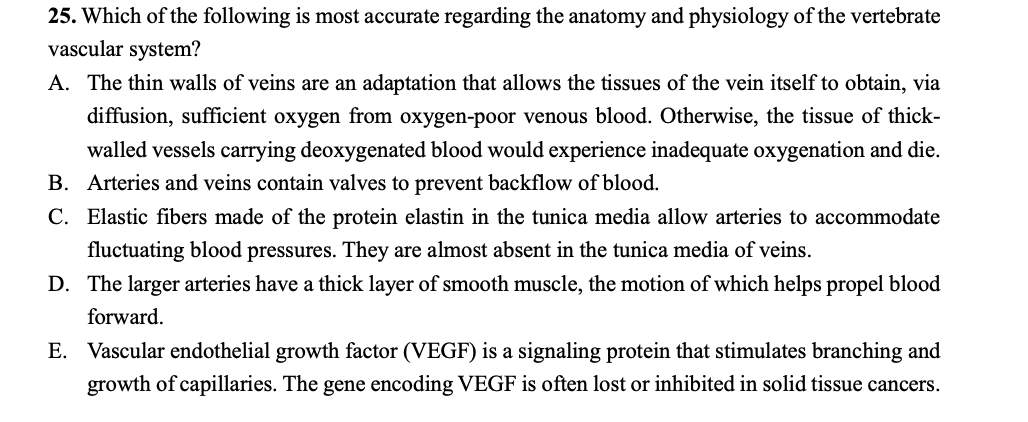 25. Which of the following is most accurate regarding the anatomy and physiology of the vertebrate
vascular system?
A. The thin walls of veins are an adaptation that allows the tissues of the vein itself to obtain, via
diffusion, sufficient oxygen from oxygen-poor venous blood. Otherwise, the tissue of thick-
walled vessels carrying deoxygenated blood would experience inadequate oxygenation and die.
B. Arteries and veins contain valves to prevent backflow of blood.
C. Elastic fibers made of the protein elastin in the tunica media allow arteries to accommodate
fluctuating blood pressures. They are almost absent in the tunica media of veins.
D. The larger arteries have a thick layer of smooth muscle, the motion of which helps propel blood
forward.
E. Vascular endothelial growth factor (VEGF) is a signaling protein that stimulates branching and
growth of capillaries. The gene encoding VEGF is often lost or inhibited in solid tissue cancers.